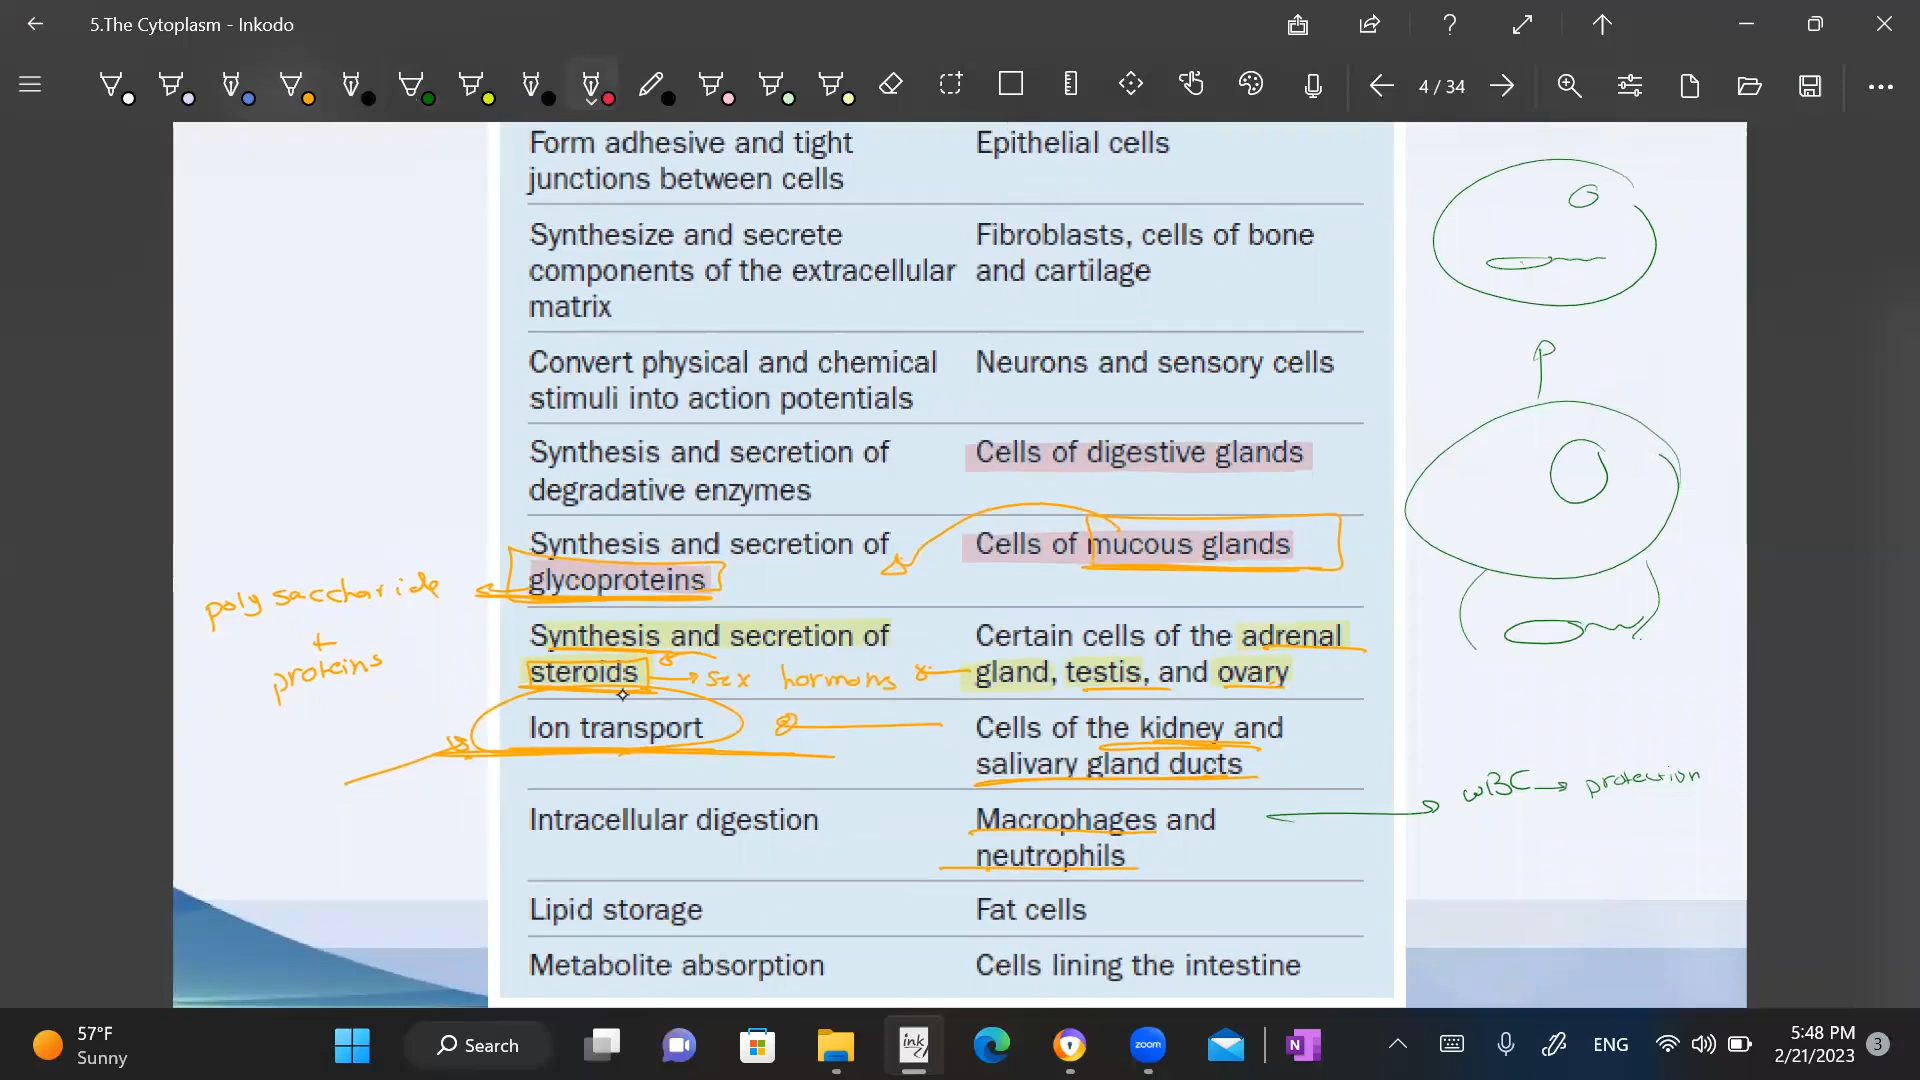 5.The Cytoplasm - Inkodo
4 / 34
Form adhesive and tight
junctions between cells
Epithelial cells
Synthesize and secrete
components of the extracellular
matrix
Fibroblasts, cells of bone
and cartilage
Convert physical and chemical
stimuli into action potentials
Neurons and sensory cells
Synthesis and secretion of
degradative enzymes
Cells of digestive glands
Synthesis and secretion of
glycoproteins
Cells of mucous glands
poly saccharide
+
proteins
Synthesis and secretion of
steroids
sex hormons
Certain cells of the adrenal
gland, testis, and ovary
Ion transport
Cells of the kidney and
salivary gland ducts
Intracellular digestion
Macrophages and
neutrophils
WBC → protection
Lipid storage
Fat cells
Metabolite absorption
Cells lining the intestine
57°F
Sunny
Search
ink
zoom
N
ENG
5:48 PM
2/21/2023
3